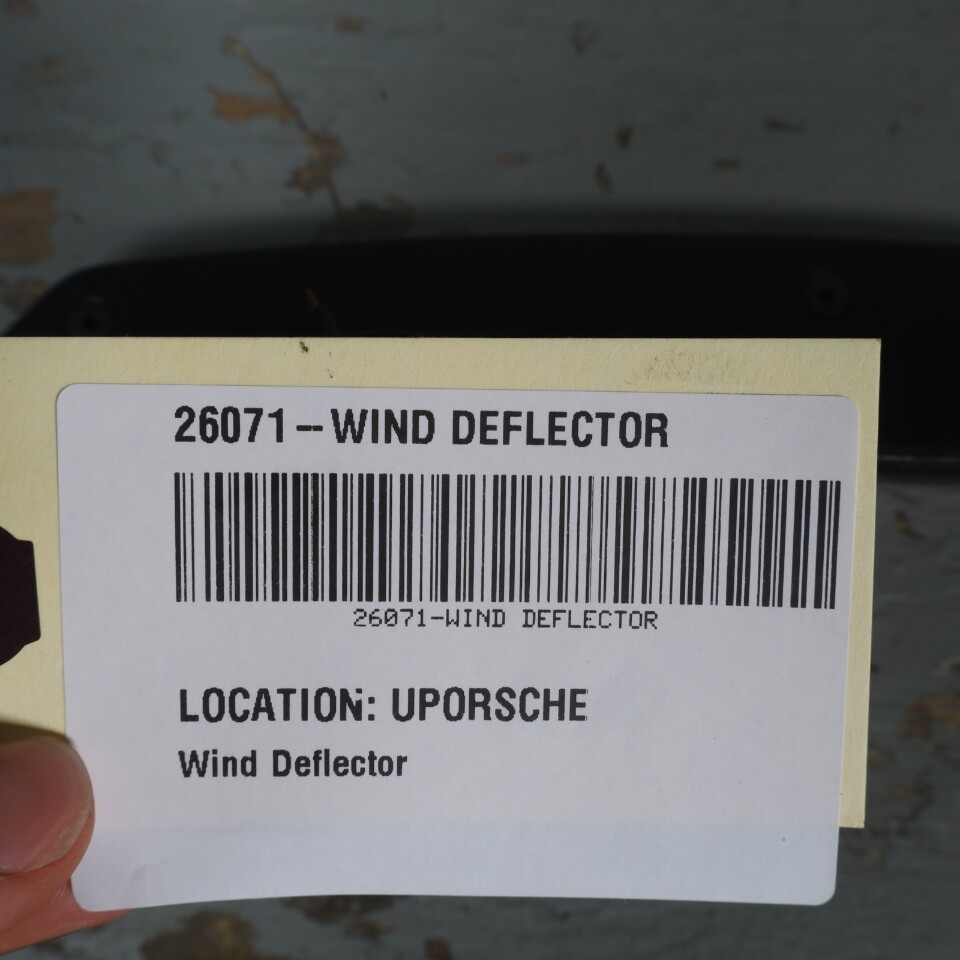 26071--WIND DEFLECTOR
26071-WIND DEFLECTOR
LOCATION: UPORSCHE
Wind Deflector